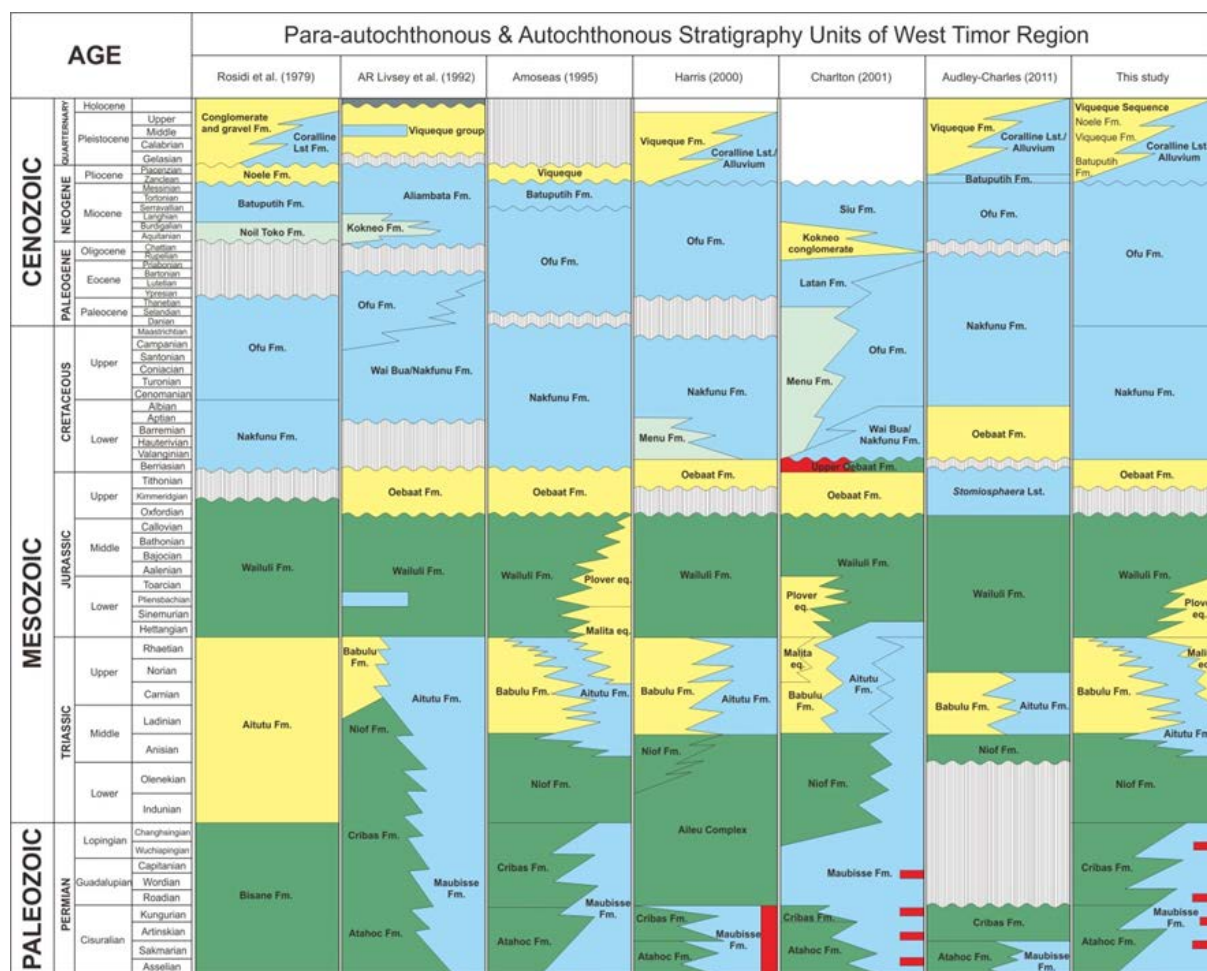 AGE
Para-autochthonous & Autochthonous Stratigraphy Units of West Timor Region
Rosidi et al. (1979)
AR Livsey et al. (1992)
Amoseas (1995)
Harris (2000)
Charlton (2001)
Audley-Charles (2011)
This study
CENOZOIC
MESOZOIC
PALEOZOIC
QUARTERNARY
NEOGENE
PALEOGENE
CRETACEOUS
JURASSIC
TRIASSIC
PERMIAN
Holocene
Pleistocene
Pliocene
Miocene
Oligocene
Eocene
Paleocene
Upper
Lower
Upper
Middle
Lower
Upper
Middle
Lower
Lopingian
Guadalupian
Cisuralian
Upper
Middle
Calabrian
Gelasian
Piacenzian
Zanclean
Messinian
Tortonian
Serravallian
Langhian
Burdigalian
Aquitanian
Chattian
Rupelian
Priabonian
Bartonian
Lutetian
Ypresian
Thanetian
Selandian
Danian
Maastrichtian
Campanian
Santonian
Coniacian
Turonian
Cenomanian
Albian
Aptian
Barremian
Hauterivian
Valanginian
Berriasian
Tithonian
Kimmeridgian
Oxfordian
Callovian
Bathonian
Bajocian
Aalenian
Toarcian
Pliensbachian
Sinemurian
Hettangian
Rhaetian
Norian
Carnian
Ladinian
Anisian
Olenekian
Indunian
Changhsingian
Wuchiapingian
Capitanian
Wordian
Roadian
Kungurian
Artinskian
Sakmarian
Asselian
Conglomerate
and gravel Fm.
Coralline
Lst Fm.
Noele Fm.
Batuputih Fm.
Noil Toko Fm.
Ofu Fm.
Nakfunu Fm.
Wailuli Fm.
Aitutu Fm.
Bisane Fm.
Viqueque group
Aliambata Fm.
Kokneo Fm.
Ofu Fm.
Wai Bua/Nakfunu Fm.
Oebaat Fm.
Wailuli Fm.
Babulu
Fm.
Aitutu Fm.
Niof Fm.
Cribas Fm.
Maubisse
Fm.
Atahoc Fm.
Viqueque
Batuputih Fm.
Ofu Fm.
Nakfunu Fm.
Oebaat Fm.
Wailuli Fm.
Plover eq.
Malita eq.
Babulu Fm.
Aitutu Fm.
Niof Fm.
Cribas Fm.
Maubisse
Fm.
Atahoc Fm.
Viqueque Fm.
Coralline Lst./
Alluvium
Ofu Fm.
Nakfunu Fm.
Menu Fm.
Oebaat Fm.
Wailuli Fm.
Babulu Fm.
Aitutu Fm.
Niof Fm.
Aileu Complex
Cribas Fm.
Maubisse
Fm.
Atahoc Fm.
Siu Fm.
Kokneo
conglomerate
Latan Fm.
Ofu Fm.
Menu Fm.
Wai Bua/
Nakfunu Fm.
Upper Oebaat Fm.
Oebaat Fm.
Wailuli Fm.
Plover
eq.
Malita
eq.
Aitutu
Fm.
Babulu
Fm.
Niof Fm.
Maubisse Fm.
Cribas Fm.
Atahoc Fm.
Viqueque Fm.
Coralline Lst./
Alluvium
Batuputih Fm.
Ofu Fm.
Nakfunu Fm.
Oebaat Fm.
Stomiosphaera Lst.
Wailuli Fm.
Babulu Fm.
Aitutu Fm.
Niof Fm.
Cribas Fm.
Atahoc Fm.
Maubisse
Fm.
Viqueque Sequence
Noele Fm.
Viqueque Fm.
Coralline Lst./
Alluvium
Batuputih
Fm.
Ofu Fm.
Nakfunu Fm.
Oebaat Fm.
Wailuli Fm.
Plover
eq.
eq.
Babulu Fm.
Aitutu Fm
Niof Fm.
Cribas Fm.
Maubisse
Fm.
Atahoc Fm.